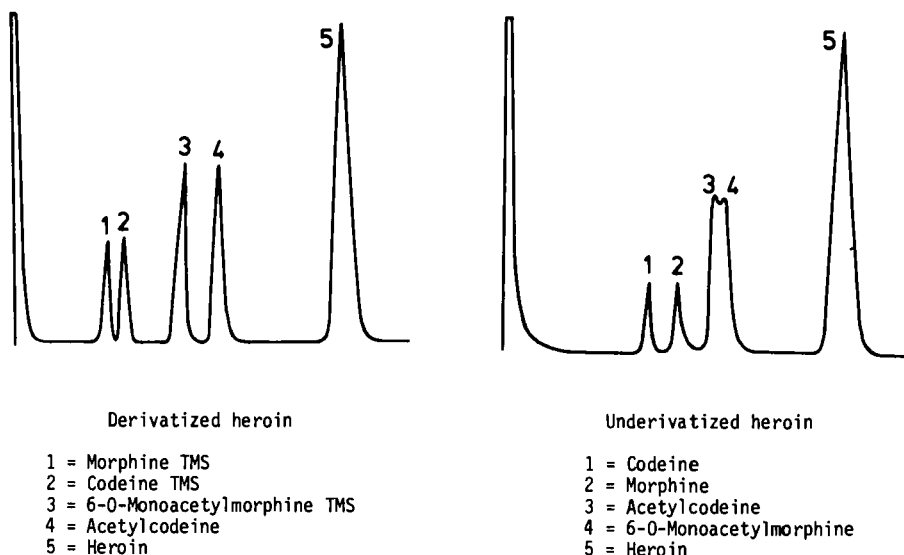 5
3 4
1 2
Derivatized heroin
1 = Morphine TMS
2 = Codeine TMS
3 = 6-O-Monoacetylmorphine TMS
4 = Acetylcodeine
5 = Heroin
5
3 4
1 2
Underivatized heroin
1 = Codeine
2 = Morphine
3 = Acetylcodeine
4 = 6-O-Monoacetylmorphine
5 = Heroin